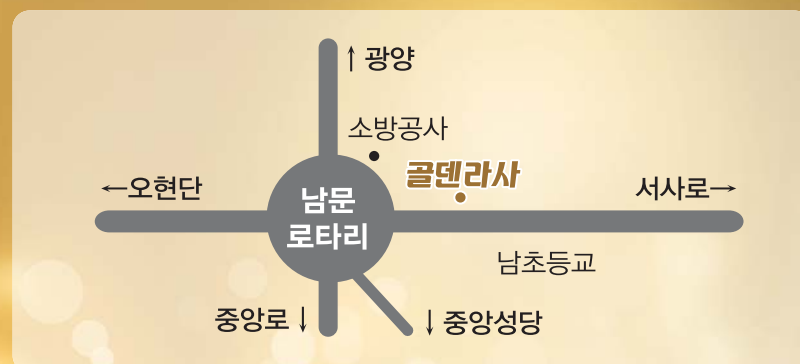 ↑ 광양
소방공사
골덴라사
←오현단
남문
로타리
서사로→
남초등교
중앙로↓
↓중앙성당